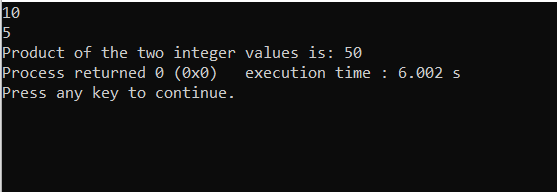 10
5
Product of the two integer values is: 50
Process returned 0 (0x0)   execution time : 6.002 s
Press any key to continue.